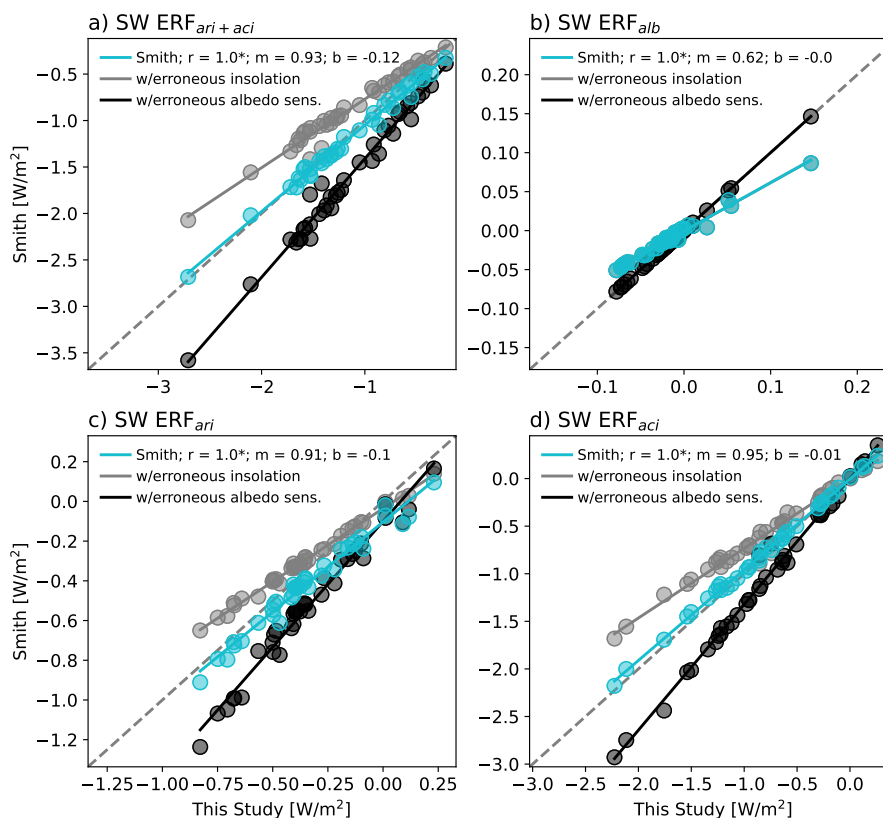 a) SW ERF_{ari+aci}
Smith; r = 1.0*; m = 0.93; b = -0.12
w/erroneous insolation
w/erroneous albedo sens.
−0.5
−1.0
−1.5
−2.0
−2.5
−3.0
−3.5
Smith [W/m²]
−3
−2
−1
b) SW ERF_{alb}
Smith; r = 1.0*; m = 0.62; b = -0.0
w/erroneous insolation
w/erroneous albedo sens.
0.20
0.15
0.10
0.05
0.00
−0.05
−0.10
−0.15
−0.1
0.0
0.1
0.2
c) SW ERF_{ari}
Smith; r = 1.0*; m = 0.91; b = -0.1
w/erroneous insolation
w/erroneous albedo sens.
0.2
0.0
−0.2
−0.4
−0.6
−0.8
−1.0
−1.2
Smith [W/m²]
−1.25
−1.00
−0.75
−0.50
−0.25
0.00
0.25
This Study [W/m²]
d) SW ERF_{aci}
Smith; r = 1.0*; m = 0.95; b = -0.01
w/erroneous insolation
w/erroneous albedo sens.
0.0
−0.5
−1.0
−1.5
−2.0
−2.5
−3.0
−3.0
−2.5
−2.0
−1.5
−1.0
−0.5
0.0
This Study [W/m²]